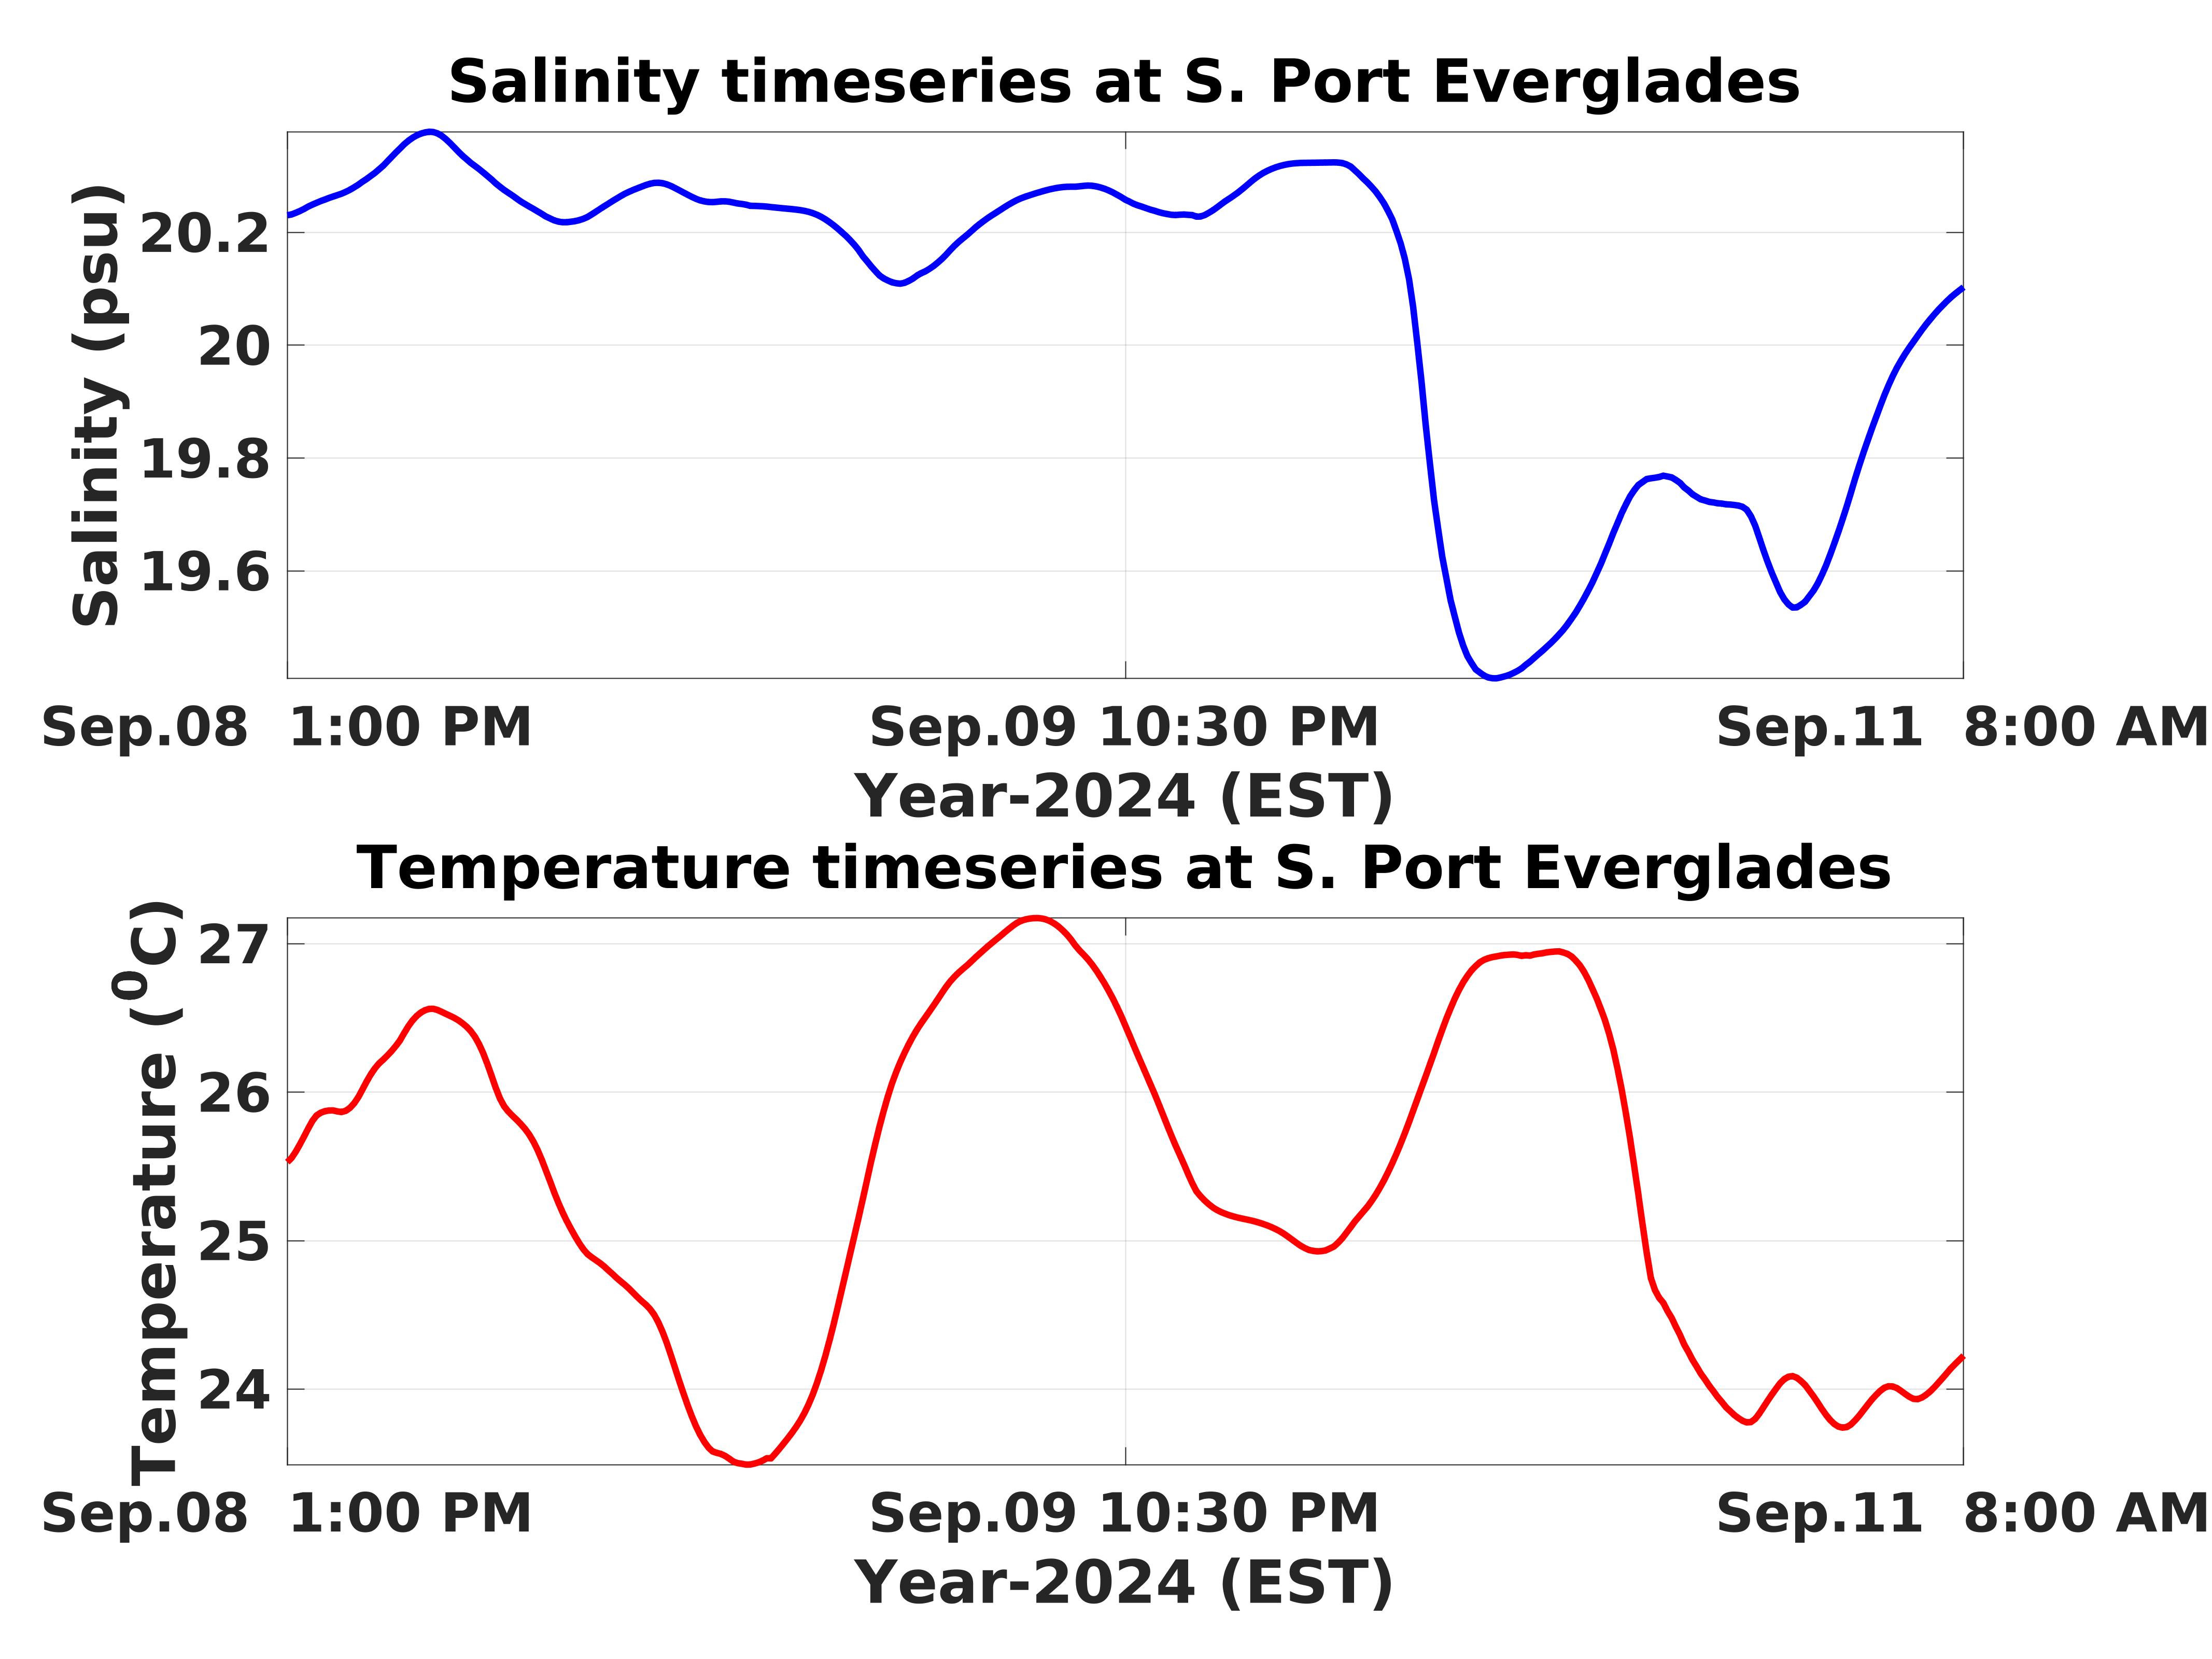 Salinity timeseries at S. Port Everglades
Salinity (psu)
20.2
20
19.8
19.6
Sep.08  1:00 PM
Sep.09 10:30 PM
Sep.11  8:00 AM
Year-2024 (EST)
Temperature timeseries at S. Port Everglades
Temperature (⁰C)
27
26
25
24
Sep.08  1:00 PM
Sep.09 10:30 PM
Sep.11  8:00 AM
Year-2024 (EST)